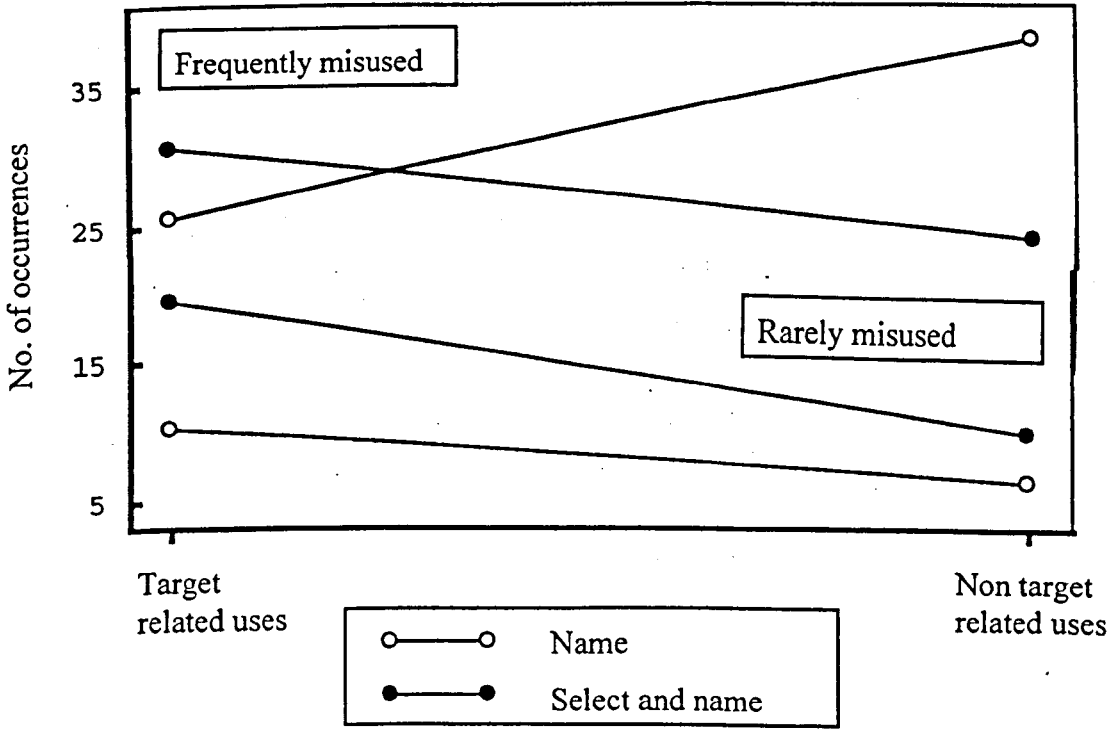 Frequently misused
35
25
15
5
No. of occurrences
Rarely misused
Target
related uses
Non target
related uses
Name
Select and name